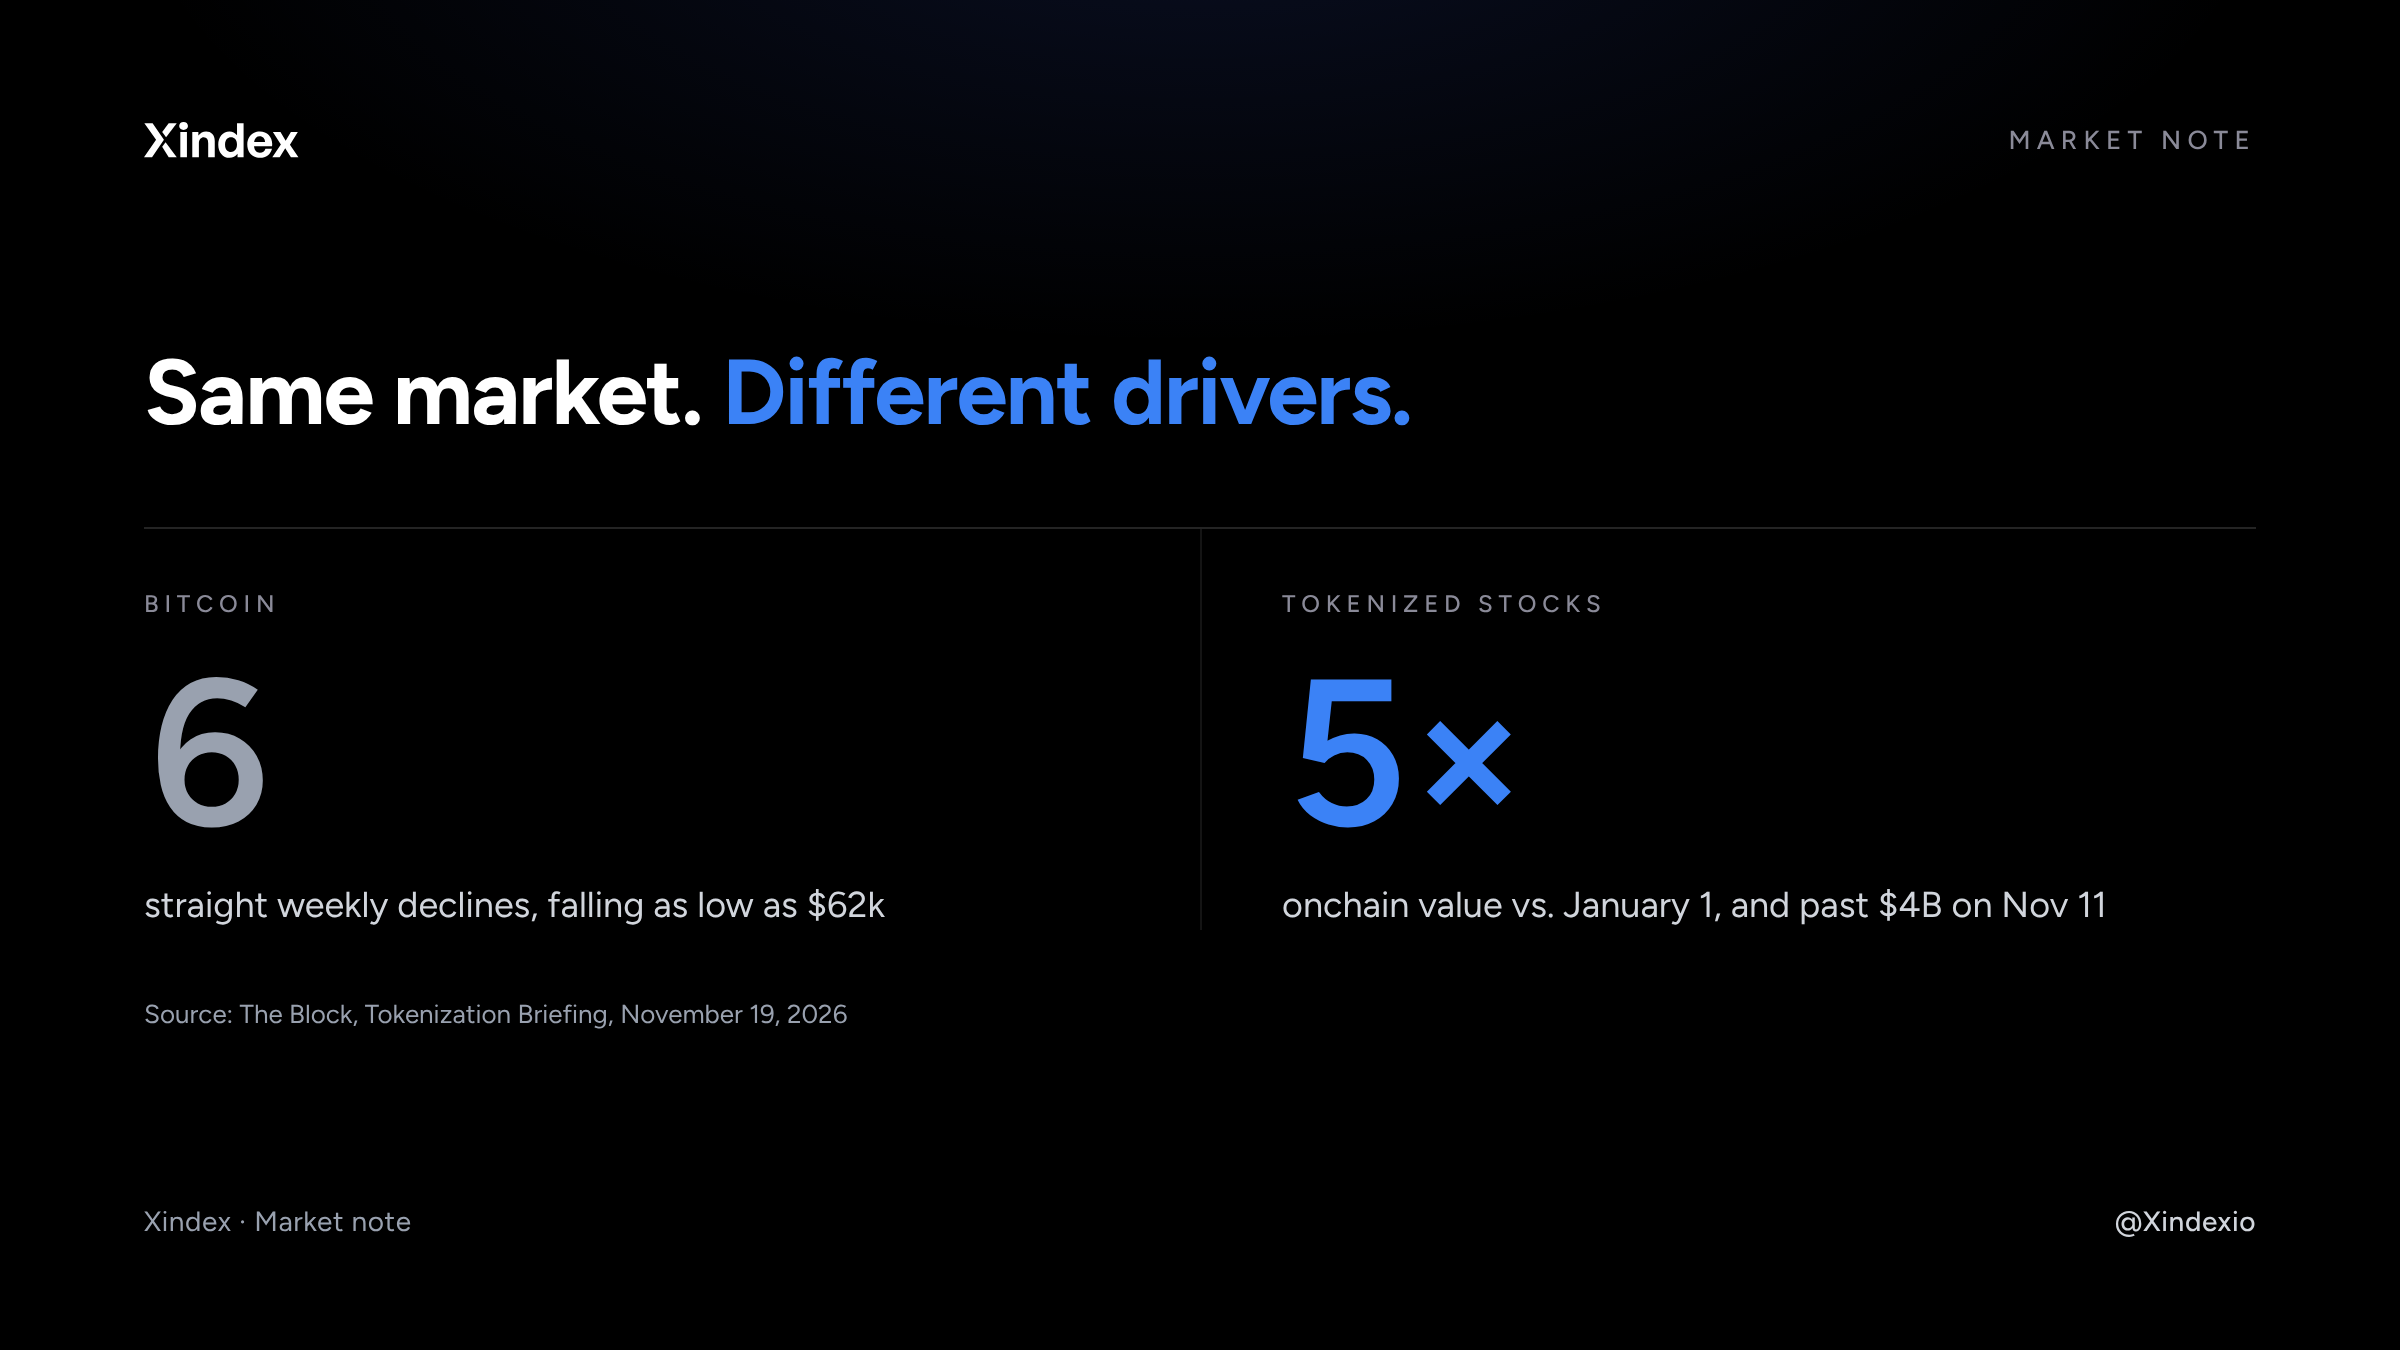 Xindex
MARKET NOTE
Same market. Different drivers.
BITCOIN
6
straight weekly declines, falling as low as $62k
TOKENIZED STOCKS
5×
onchain value vs. January 1, and past $4B on Nov 11
Source: The Block, Tokenization Briefing, November 19, 2026
Xindex · Market note
@Xindexio